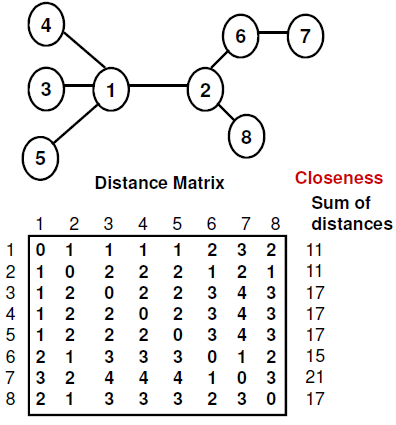 4
6 7
3 1 2
8
5
Distance Matrix
Closeness
Sum of
distances
1 2 3 4 5 6 7 8
1 0 1 1 1 1 2 3 2 11
2 1 0 2 2 2 1 2 1 11
3 1 2 0 2 2 3 4 3 17
4 1 2 2 0 2 3 4 3 17
5 1 2 2 2 0 3 4 3 17
6 2 1 3 3 3 0 1 2 15
7 3 2 4 4 4 1 0 3 21
8 2 1 3 3 3 2 3 0 17